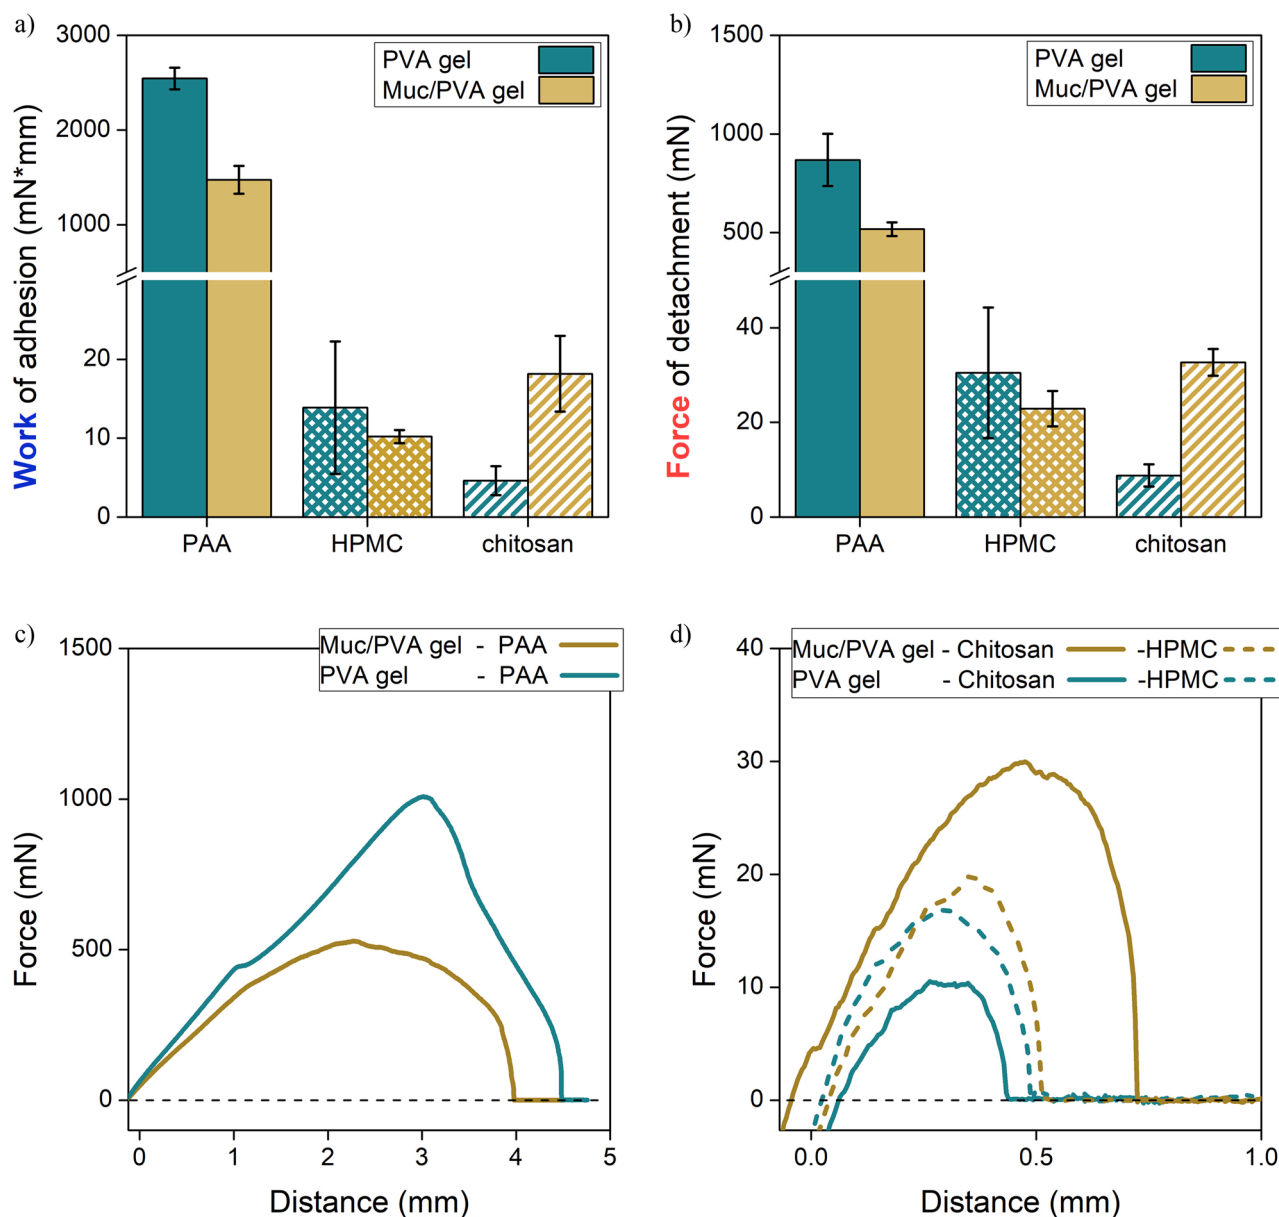 a)
3000
2000
1000
20
10
0
Work of adhesion (mN*mm)
PVA gel
Muc/PVA gel
PAA
HPMC
chitosan
b)
1500
1000
500
40
20
0
Force of detachment (mN)
PVA gel
Muc/PVA gel
PAA
HPMC
chitosan
c)
1500
1000
500
0
Force (mN)
Muc/PVA gel - PAA
PVA gel - PAA
0 1 2 3 4 5
Distance (mm)
d)
40
30
20
10
0
Force (mN)
Muc/PVA gel - Chitosan -HPMC
PVA gel - Chitosan -HPMC
0.0 0.5 1.0
Distance (mm)